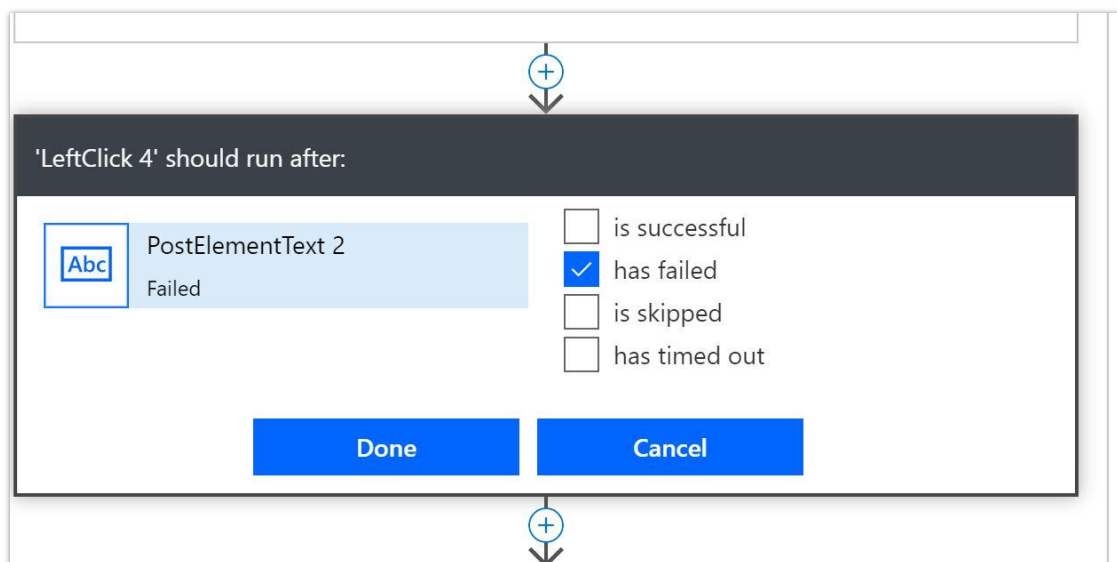 'LeftClick 4' should run after:
Abc
PostElementText 2
Failed
is successful
has failed
is skipped
has timed out
Done
Cancel